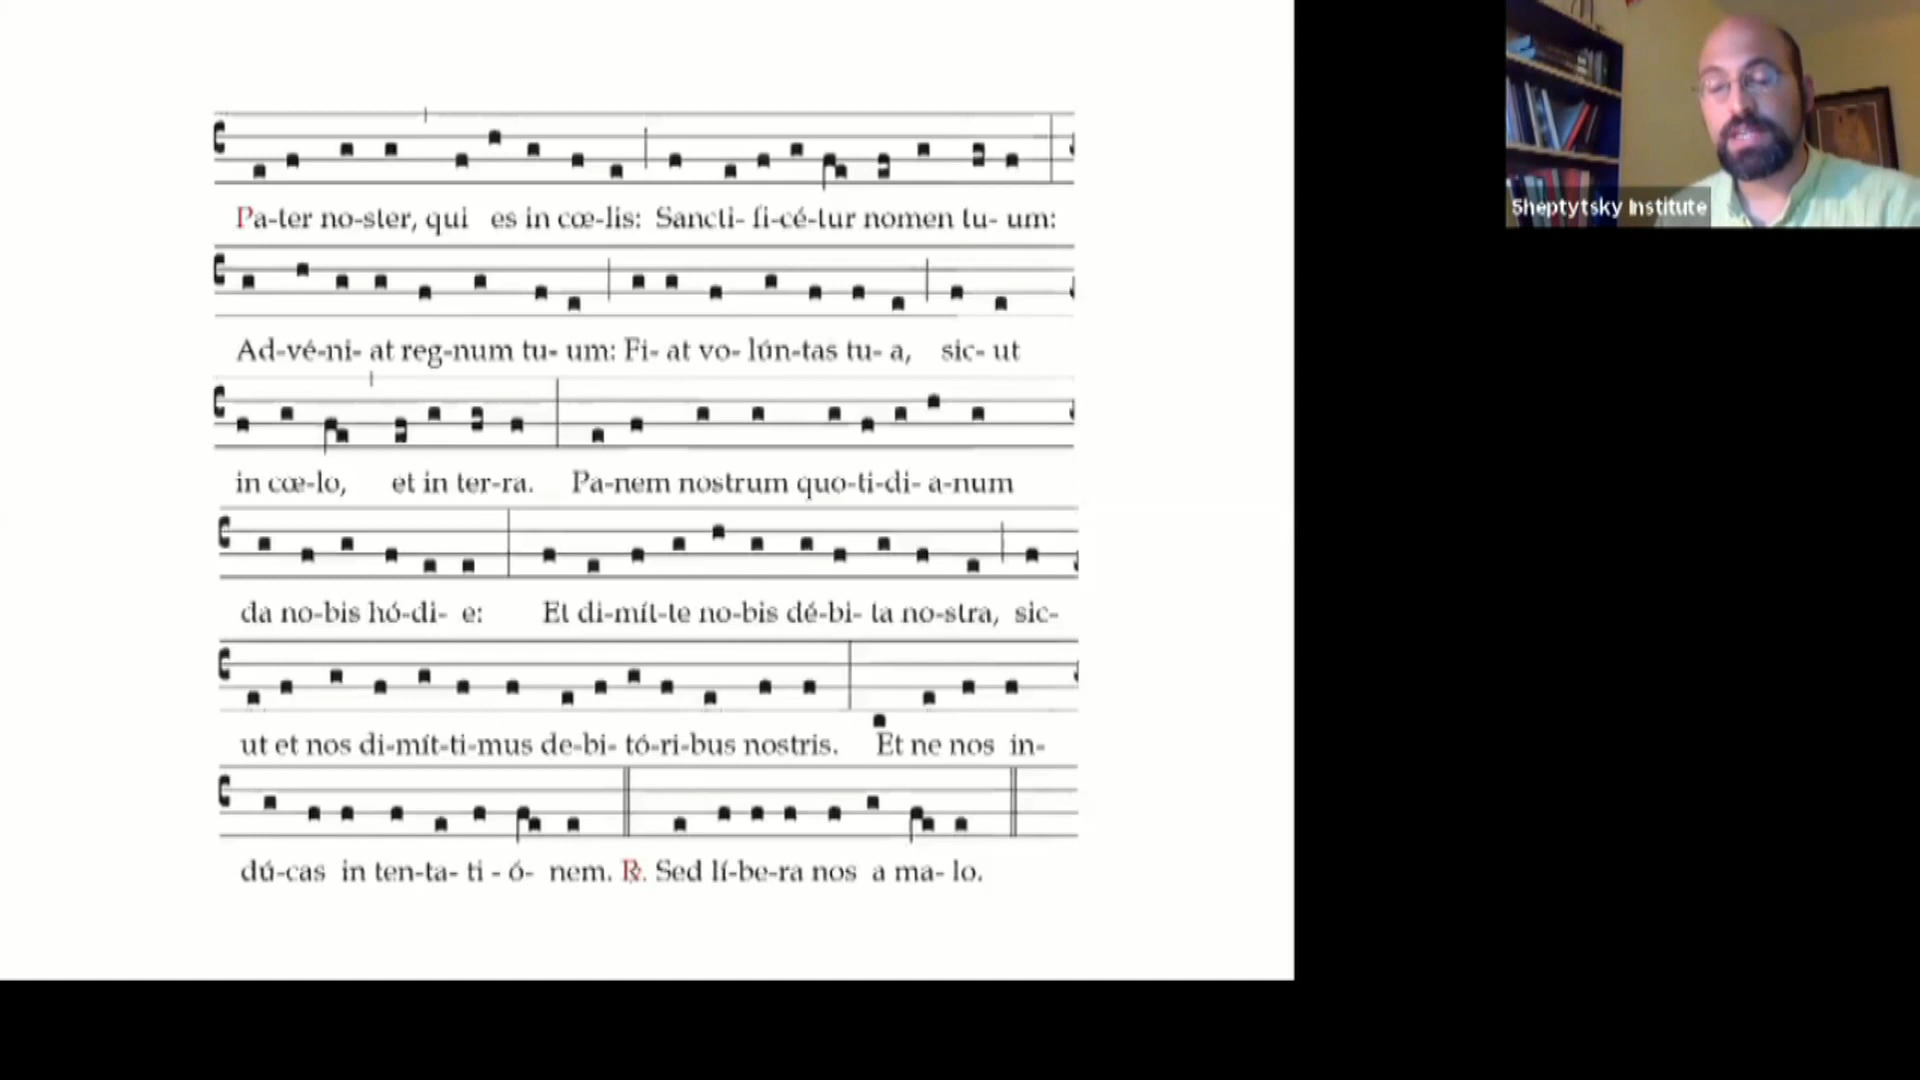 Pa-ter no-ster, qui es in cœ-lis: Sancti- fi-cé-tur nomen tu- um:
Ad-vé-ni- at reg-num tu- um: Fi- at vo- lún-tas tu- a, sic- ut
in cœ-lo, et in ter-ra. Pa-nem nostrum quo-ti-di- a-num
da no-bis hó-di- e: Et di-mít-te no-bis dé-bi- ta no-stra, sic-
ut et nos di-mít-ti-mus de-bi- tó-ri-bus nostris. Et ne nos in-
dú-cas in ten-ta- ti - ó- nem. ℟. Sed lí-be-ra nos a ma- lo.
Sheptytsky Institute